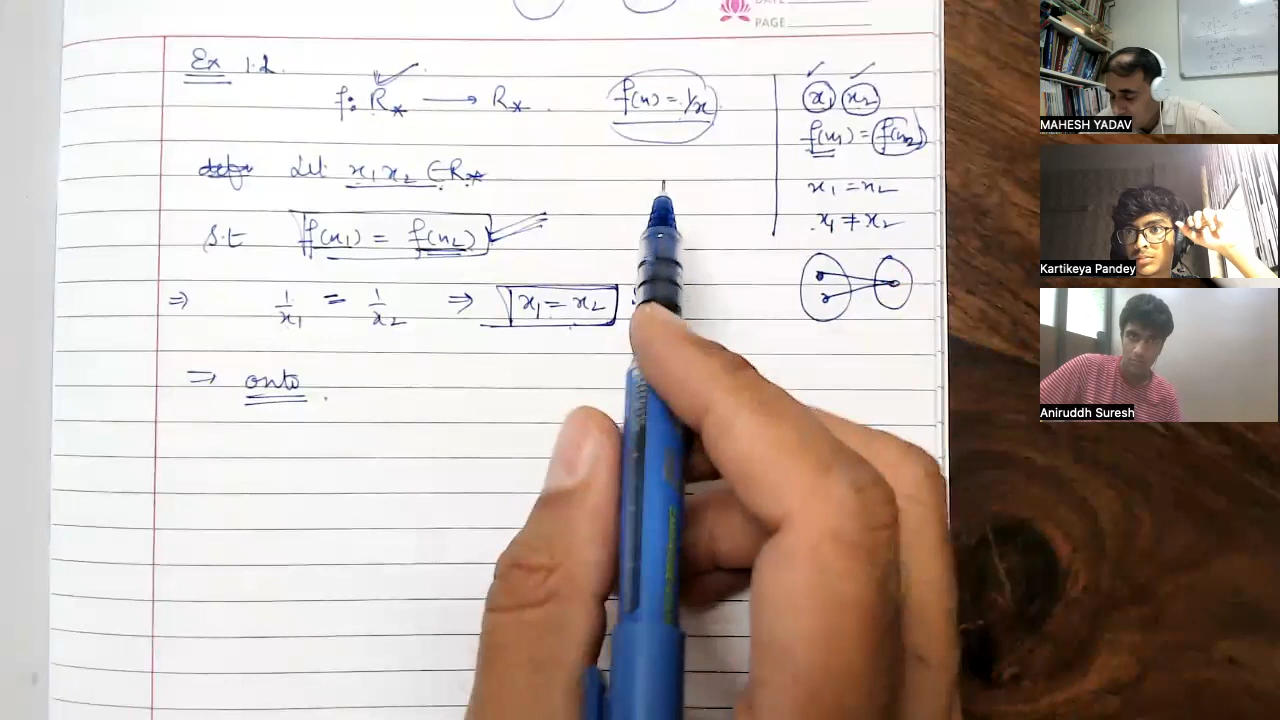 DATE
PAGE
Ex 1.2.
f: R* → R* . f(x) = 1/x
Let x1 x2 ∈ R*
s.t f(x1) = f(x2)
⇒ 1/x1 = 1/x2 ⇒ x1 = x2
⇒ onto .
x1 x2
f(x1) = f(x2)
x1 = x2
x1 ≠ x2
MAHESH YADAV
Kartikeya Pandey
Aniruddh Suresh